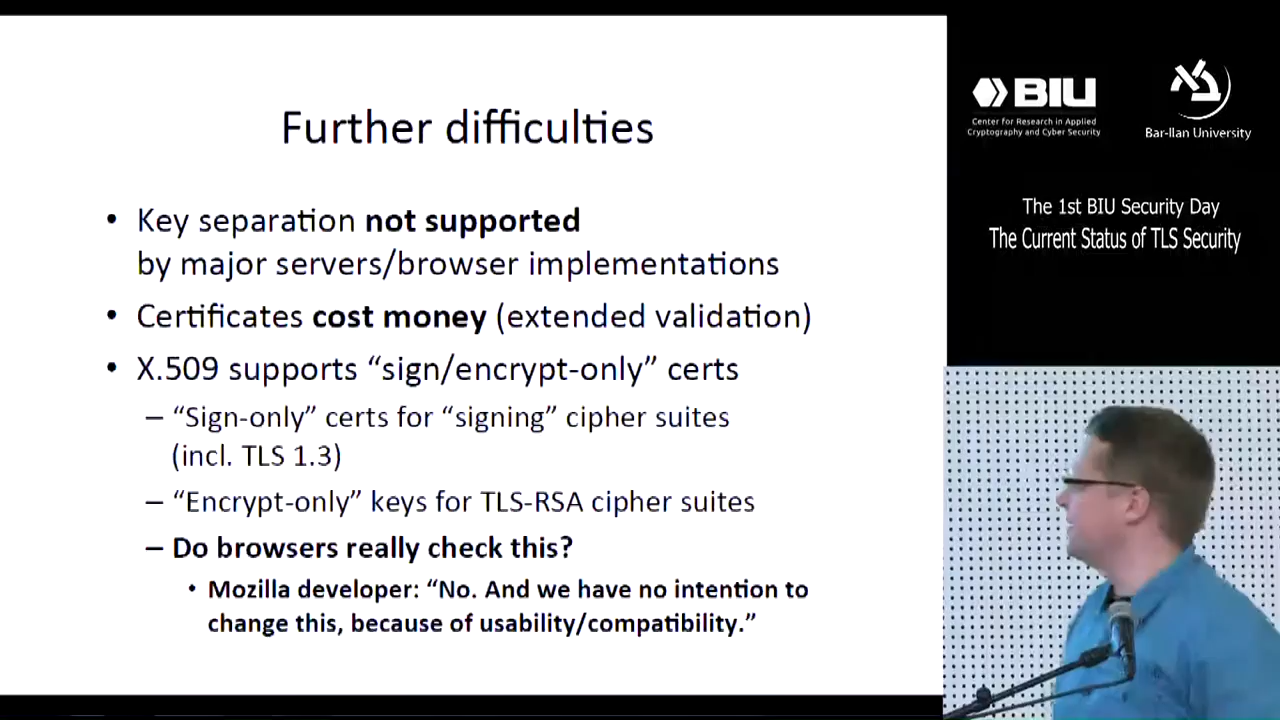 Further difficulties
• Key separation not supported
by major servers/browser implementations
• Certificates cost money (extended validation)
• X.509 supports “sign/encrypt-only” certs
– “Sign-only” certs for “signing” cipher suites
(incl. TLS 1.3)
– “Encrypt-only” keys for TLS-RSA cipher suites
– Do browsers really check this?
• Mozilla developer: “No. And we have no intention to
change this, because of usability/compatibility.”
BIU
Center for Research in Applied
Cryptography and Cyber Security
Bar-Ilan University
The 1st BIU Security Day
The Current Status of TLS Security